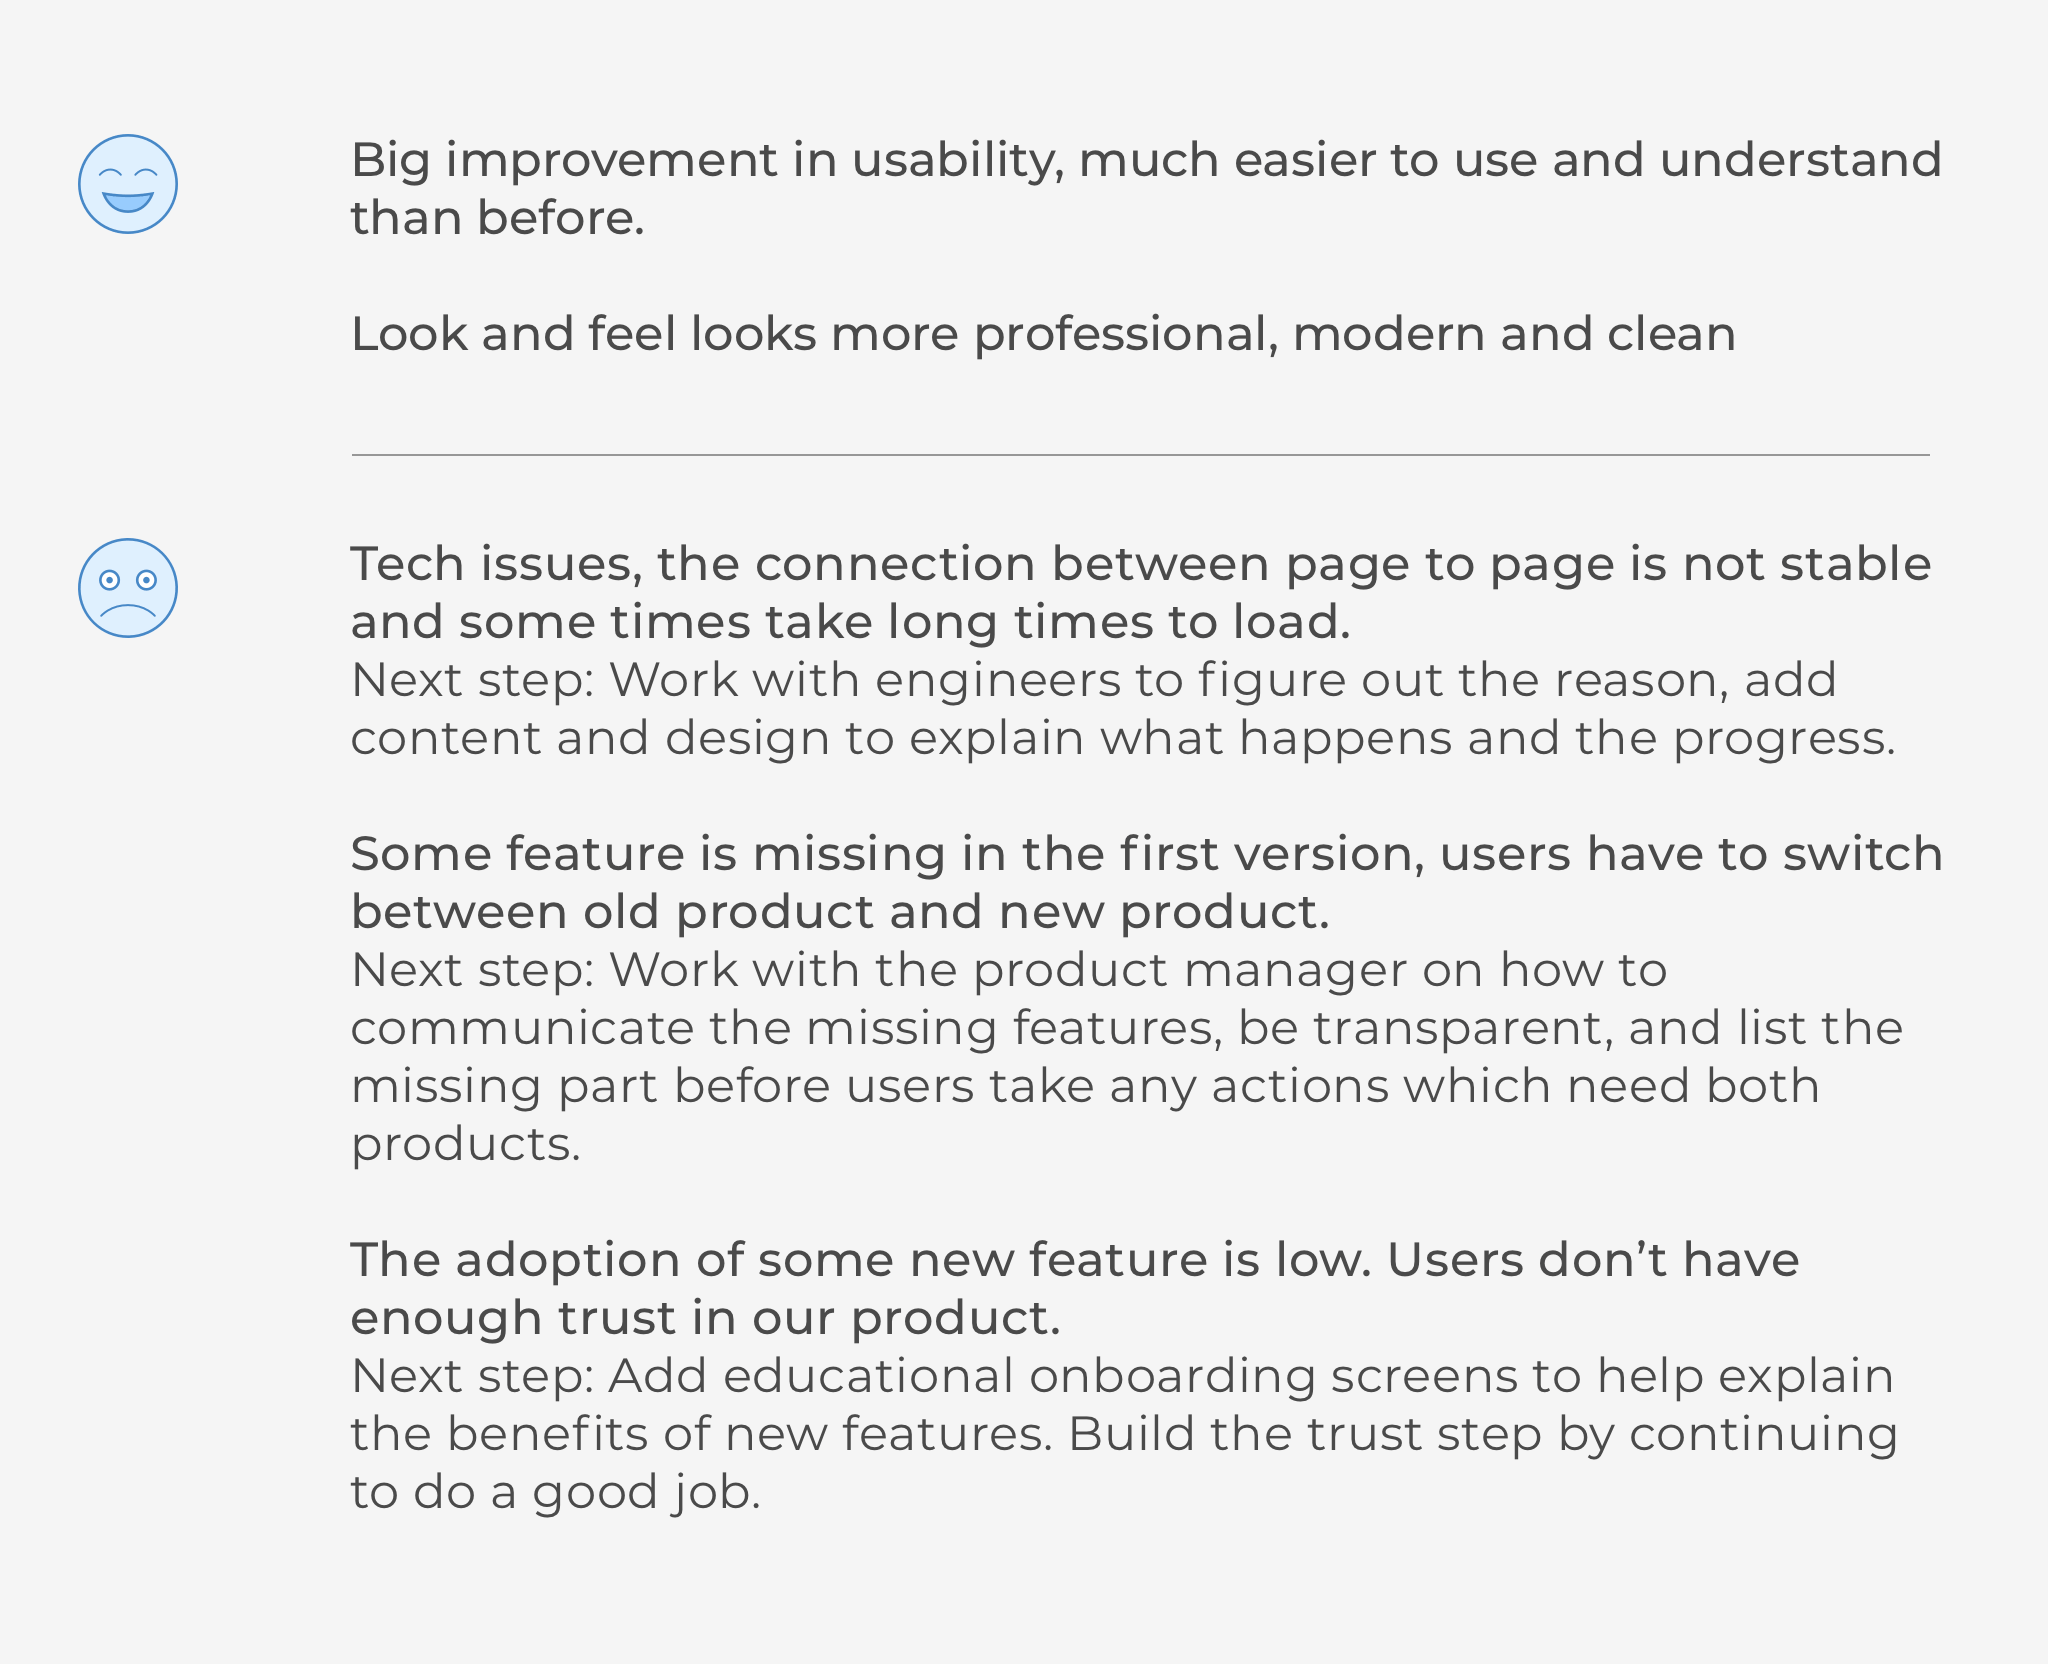 Big improvement in usability, much easier to use and understand
than before.
Look and feel looks more professional, modern and clean
Tech issues, the connection between page to page is not stable
and some times take long times to load.
Next step: Work with engineers to figure out the reason, add
content and design to explain what happens and the progress.
Some feature is missing in the first version, users have to switch
between old product and new product.
Next step: Work with the product manager on how to
communicate the missing features, be transparent, and list the
missing part before users take any actions which need both
products.
The adoption of some new feature is low. Users don’t have
enough trust in our product.
Next step: Add educational onboarding screens to help explain
the benefits of new features. Build the trust step by continuing
to do a good job.